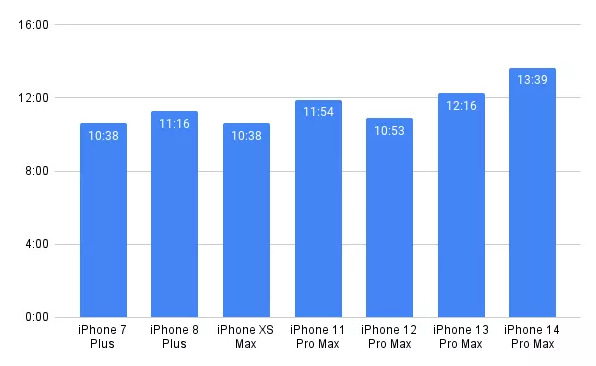 16:00
12:00
8:00
4:00
0:00
10:38
11:16
10:38
11:54
10:53
12:16
13:39
iPhone 7
Plus
iPhone 8
Plus
iPhone XS
Max
iPhone 11
Pro Max
iPhone 12
Pro Max
iPhone 13
Pro Max
iPhone 14
Pro Max